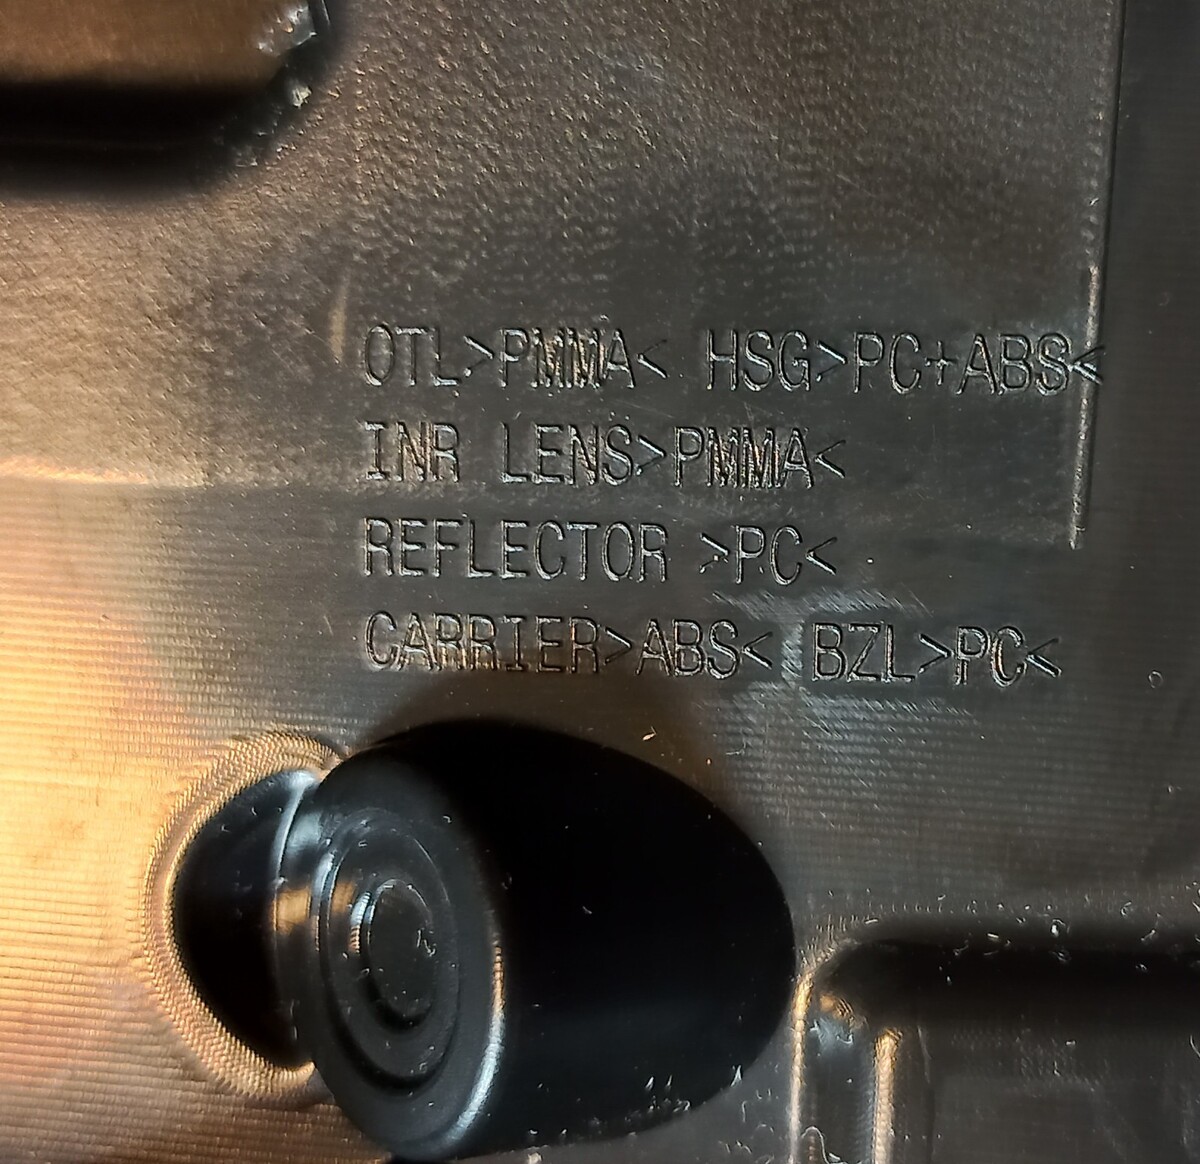 OTL>PMMA< HSG>PC+ABS<
INR LENS>PMMA<
REFLECTOR >PC<
CARRIER>ABS< BZL>PC<